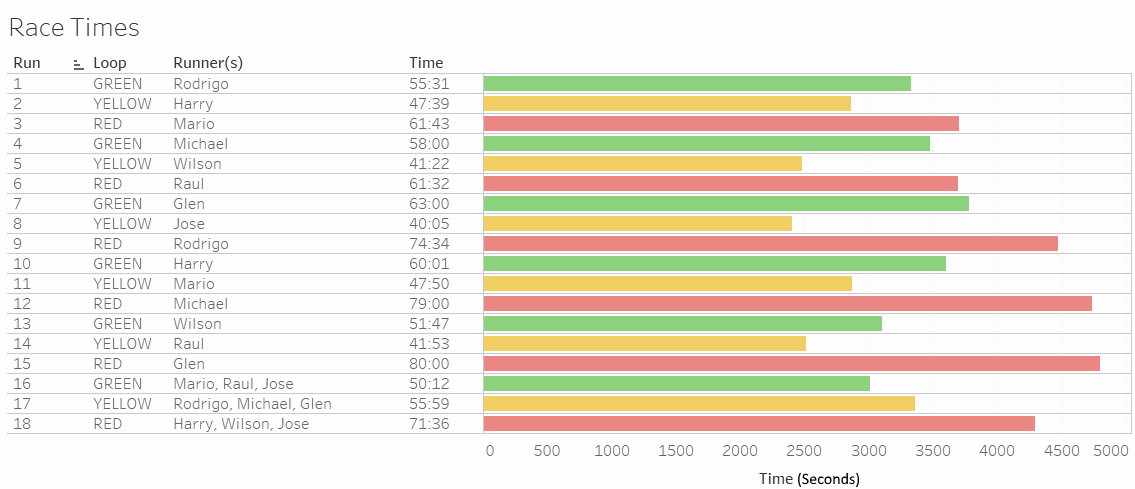 Race Times
Run Loop Runner(s) Time
1 GREEN Rodrigo 55:31
2 YELLOW Harry 47:39
3 RED Mario 61:43
4 GREEN Michael 58:00
5 YELLOW Wilson 41:22
6 RED Raul 61:32
7 GREEN Glen 63:00
8 YELLOW Jose 40:05
9 RED Rodrigo 74:34
10 GREEN Harry 60:01
11 YELLOW Mario 47:50
12 RED Michael 79:00
13 GREEN Wilson 51:47
14 YELLOW Raul 41:53
15 RED Glen 80:00
16 GREEN Mario, Raul, Jose 50:12
17 YELLOW Rodrigo, Michael, Glen 55:59
18 RED Harry, Wilson, Jose 71:36
0 500 1000 1500 2000 2500 3000 3500 4000 4500 5000
Time (Seconds)